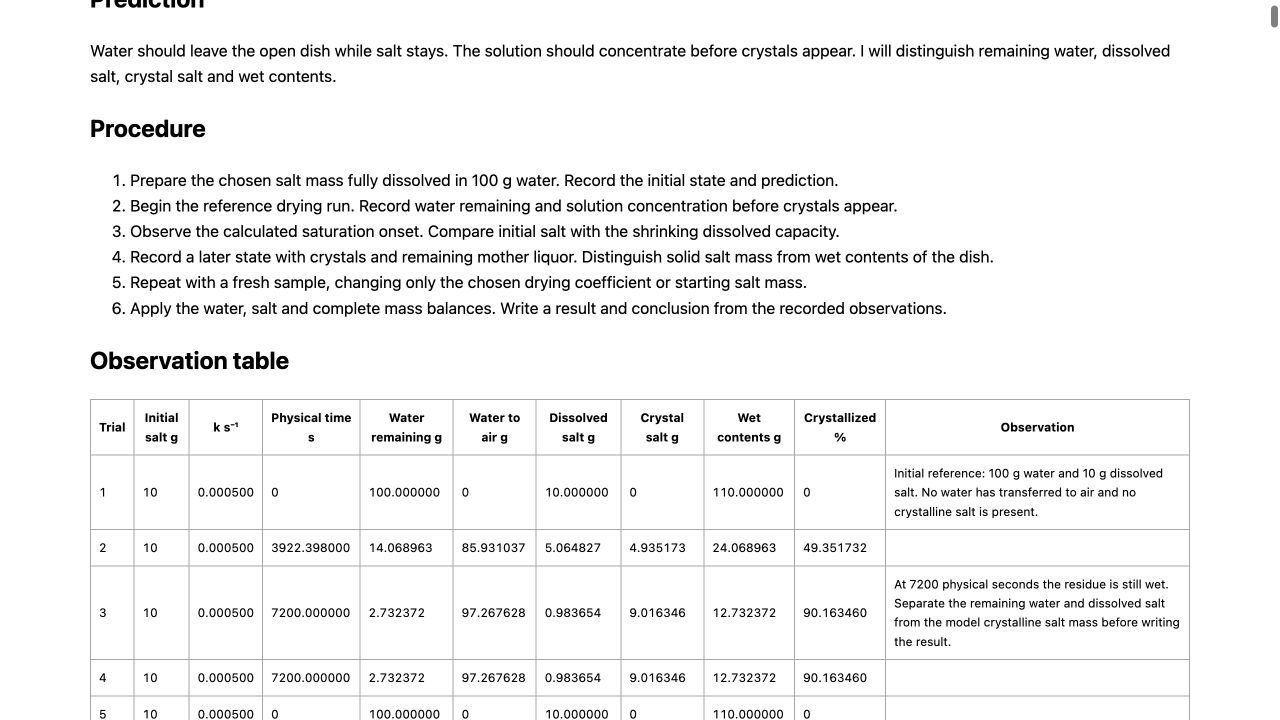 Prediction
Water should leave the open dish while salt stays. The solution should concentrate before crystals appear. I will distinguish remaining water, dissolved
salt, crystal salt and wet contents.
Procedure
1. Prepare the chosen salt mass fully dissolved in 100 g water. Record the initial state and prediction.
2. Begin the reference drying run. Record water remaining and solution concentration before crystals appear.
3. Observe the calculated saturation onset. Compare initial salt with the shrinking dissolved capacity.
4. Record a later state with crystals and remaining mother liquor. Distinguish solid salt mass from wet contents of the dish.
5. Repeat with a fresh sample, changing only the chosen drying coefficient or starting salt mass.
6. Apply the water, salt and complete mass balances. Write a result and conclusion from the recorded observations.
Observation table
Trial Initial salt g k s⁻¹ Physical time s Water remaining g Water to air g Dissolved salt g Crystal salt g Wet contents g Crystallized % Observation
1 10 0.000500 0 100.000000 0 10.000000 0 110.000000 0 Initial reference: 100 g water and 10 g dissolved
salt. No water has transferred to air and no
crystalline salt is present.
2 10 0.000500 3922.398000 14.068963 85.931037 5.064827 4.935173 24.068963 49.351732
3 10 0.000500 7200.000000 2.732372 97.267628 0.983654 9.016346 12.732372 90.163460 At 7200 physical seconds the residue is still wet.
Separate the remaining water and dissolved salt
from the model crystalline salt mass before writing
the result.
4 10 0.000500 7200.000000 2.732372 97.267628 0.983654 9.016346 12.732372 90.163460
5 10 0.000500 0 100.000000 0 10.000000 0 110.000000 0